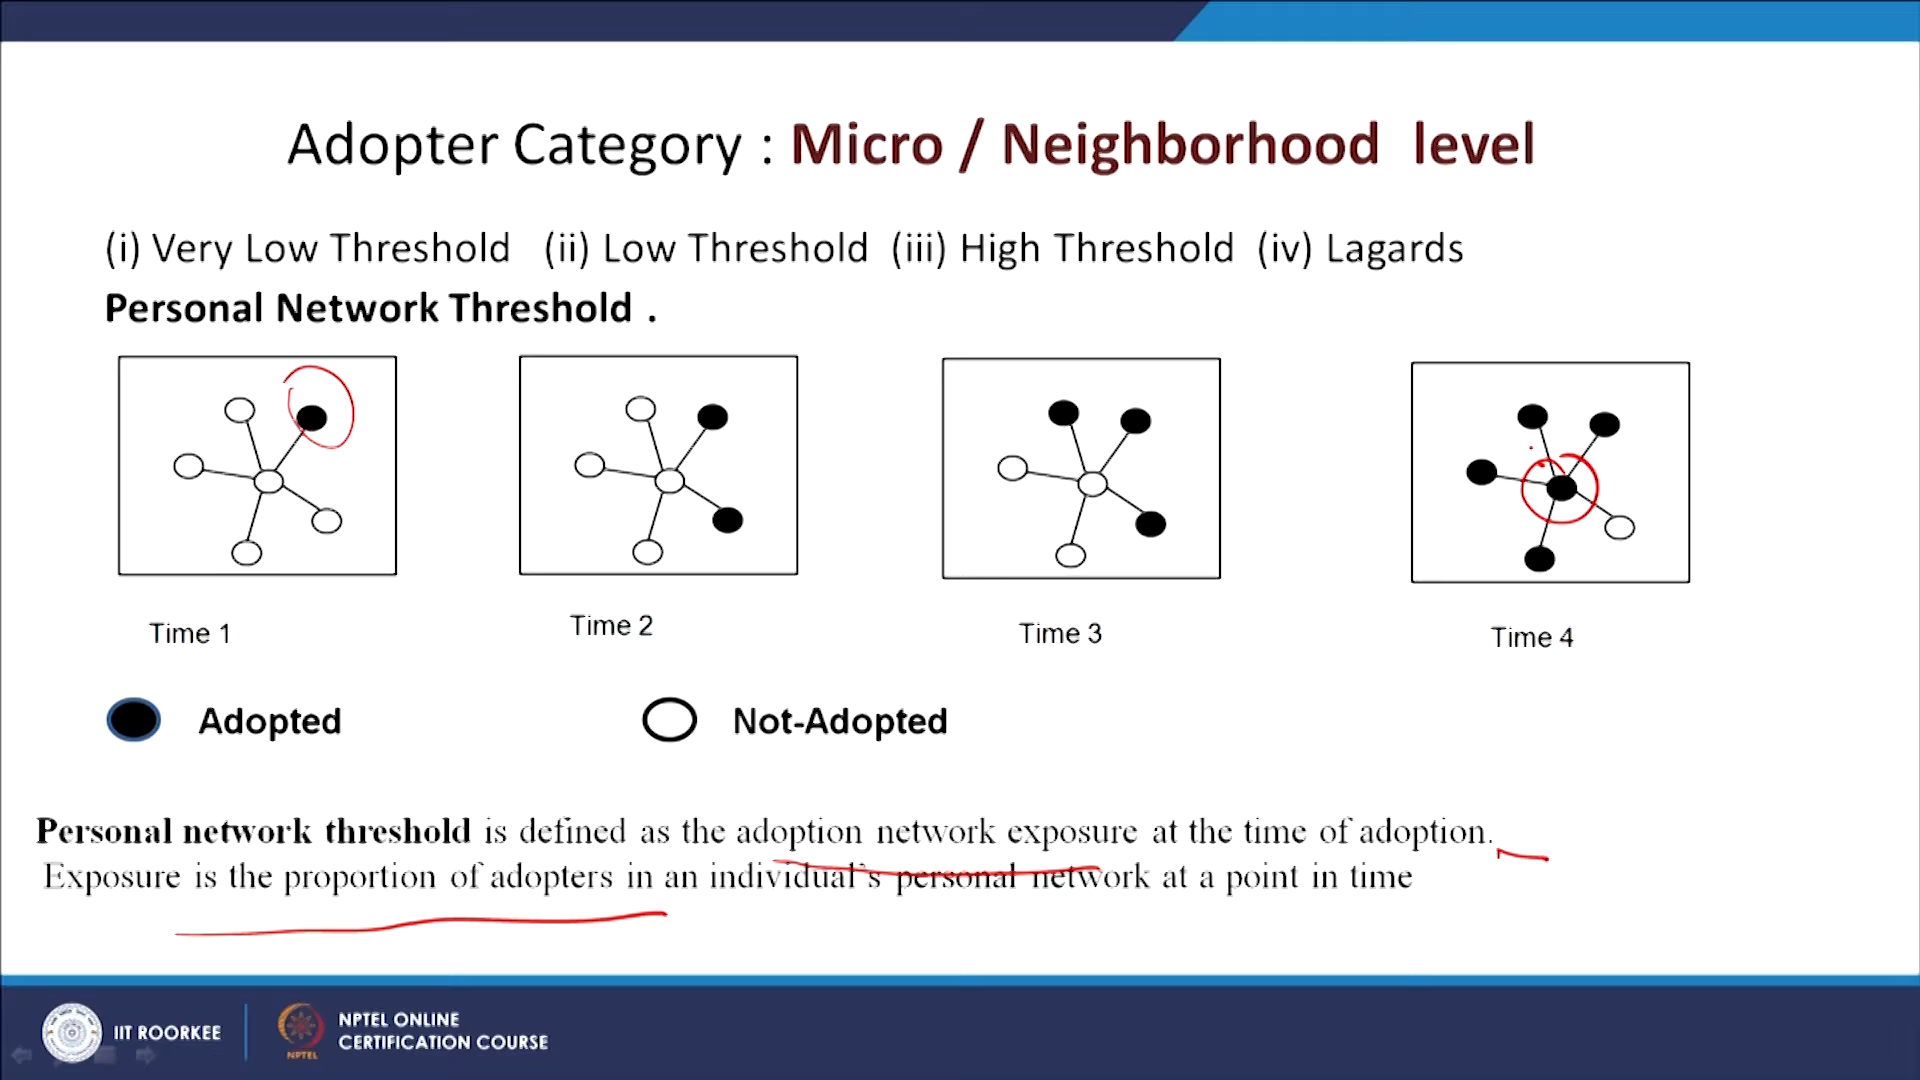 Adopter Category : Micro / Neighborhood level
(i) Very Low Threshold (ii) Low Threshold (iii) High Threshold (iv) Lagards
Personal Network Threshold .
Time 1
Time 2
Time 3
Time 4
Adopted
Not-Adopted
Personal network threshold is defined as the adoption network exposure at the time of adoption.
Exposure is the proportion of adopters in an individual's personal network at a point in time
IIT ROORKEE
NPTEL
NPTEL ONLINE
CERTIFICATION COURSE